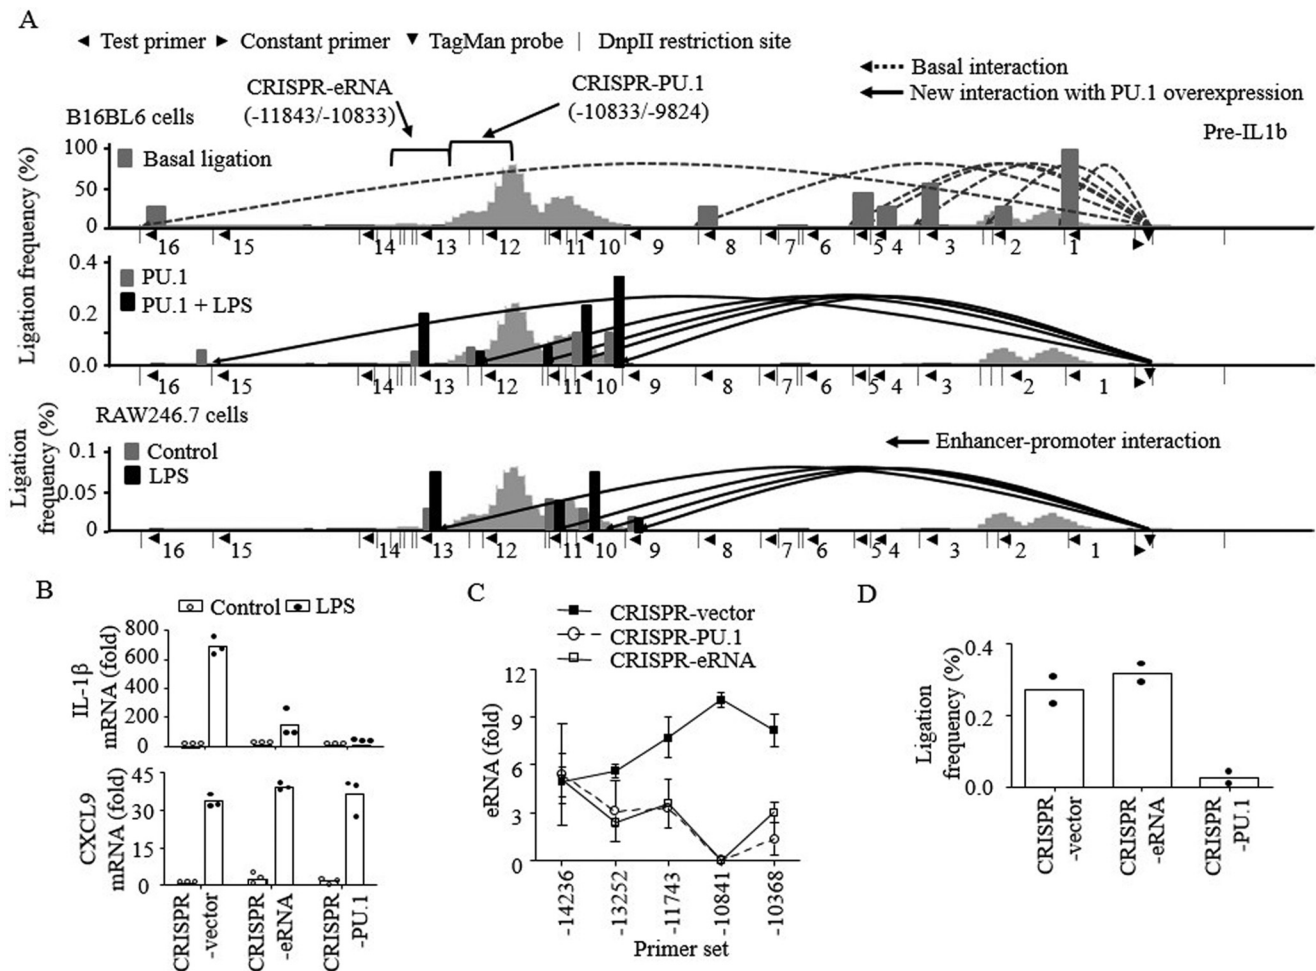 A
Test primer Constant primer TagMan probe DnpII restriction site
CRISPR-eRNA
(-11843/-10833)
CRISPR-PU.1
(-10833/-9824)
Basal interaction
New interaction with PU.1 overexpression
B16BL6 cells
Pre-IL1b
Ligation frequency (%)
100
50
0
Basal ligation
16 15 14 13 12 11 10 9 8 7 6 5 4 3 2 1
0.4
0.2
0.0
PU.1
PU.1 + LPS
16 15 14 13 12 11 10 9 8 7 6 5 4 3 2 1
RAW246.7 cells
Ligation
frequency (%)
0.1
0.05
0
Control
LPS
Enhancer-promoter interaction
16 15 14 13 12 11 10 9 8 7 6 5 4 3 2 1
B
Control LPS
IL-1β
mRNA (fold)
800
600
400
200
0
CXCL9
mRNA (fold)
45
30
15
0
CRISPR
-vector
CRISPR
-eRNA
CRISPR
-PU.1
C
CRISPR-vector
CRISPR-PU.1
CRISPR-eRNA
eRNA (fold)
12
9
6
3
0
-14236
-13252
-11743
-10841
-10368
Primer set
D
Ligation
frequency (%)
0.4
0.2
0.0
CRISPR
-vector
CRISPR
-eRNA
CRISPR
-PU.1